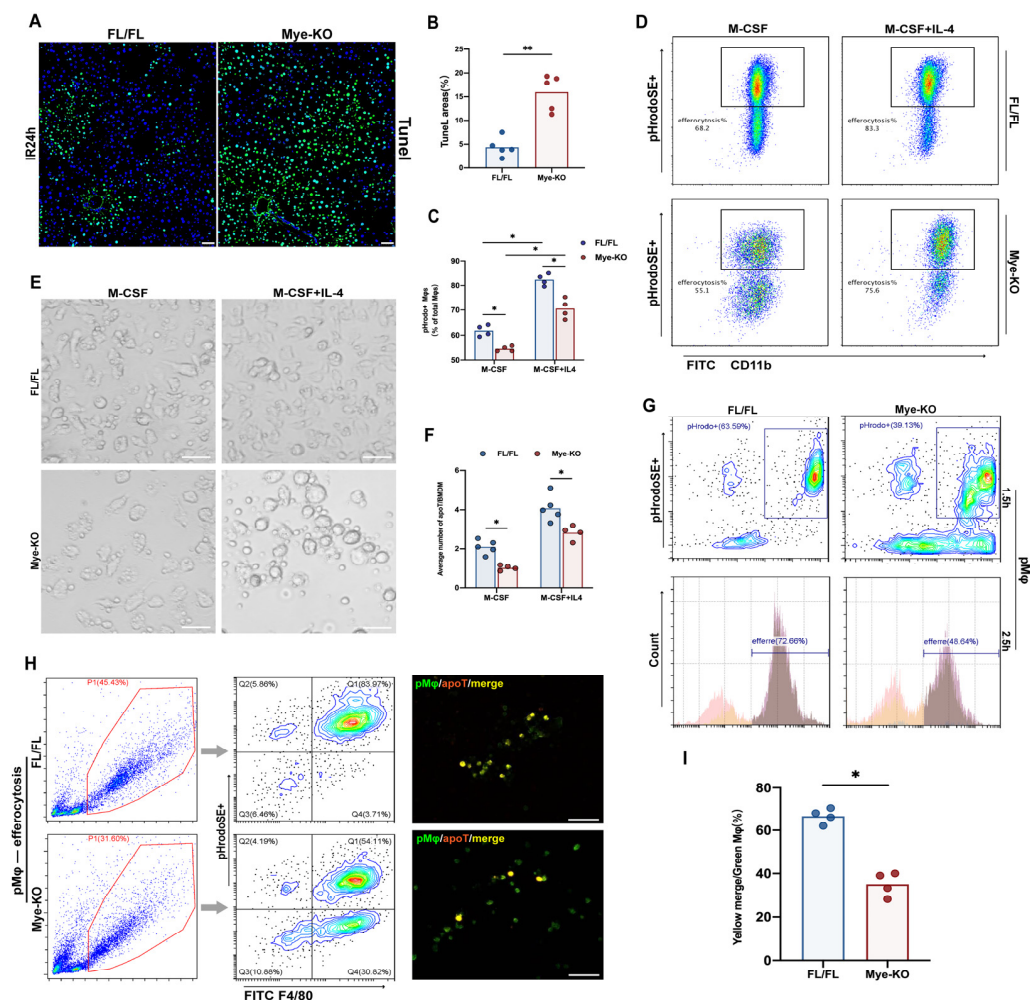 A
FL/FL
Mye-KO
IR24h
Tunel
B
TuneL areas(%)
25
20
15
10
5
0
**
FL/FL
Mye-KO
C
pHrodo+ Mφs
(% of total Mφs)
90
80
70
60
50
*
*
*
*
FL/FL
Mye-KO
M-CSF
M-CSF+IL4
D
M-CSF
M-CSF+IL-4
pHrodoSE+
efferocytosis%
68.2
efferocytosis%
83.3
FL/FL
pHrodoSE+
efferocytosis%
55.1
efferocytosis%
75.6
Mye-KO
FITC CD11b
E
M-CSF
M-CSF+IL-4
FL/FL
Mye-KO
F
FL/FL
Mye-KO
Average number of apoT/BMDM
6
4
2
0
*
*
M-CSF
M-CSF+IL4
G
FL/FL
Mye-KO
pHrodoSE+
pHrodo+(63.59%)
pHrodo+(39.13%)
1.5h
Count
efferre(72.66%)
efferre(48.64%)
2.5h
pMφ
H
pMφ — efferocytosis
FL/FL
P1(45.43%)
Q2(5.86%)
Q1(83.97%)
Q3(6.46%)
Q4(3.71%)
pMφ/apoT/merge
Mye-KO
P1(31.60%)
pHrodoSE+
Q2(4.19%)
Q1(54.11%)
Q3(10.88%)
Q4(30.82%)
pMφ/apoT/merge
FITC F4/80
I
Yellow merge/Green Mφ(%)
80
60
40
20
0
*
FL/FL
Mye-KO